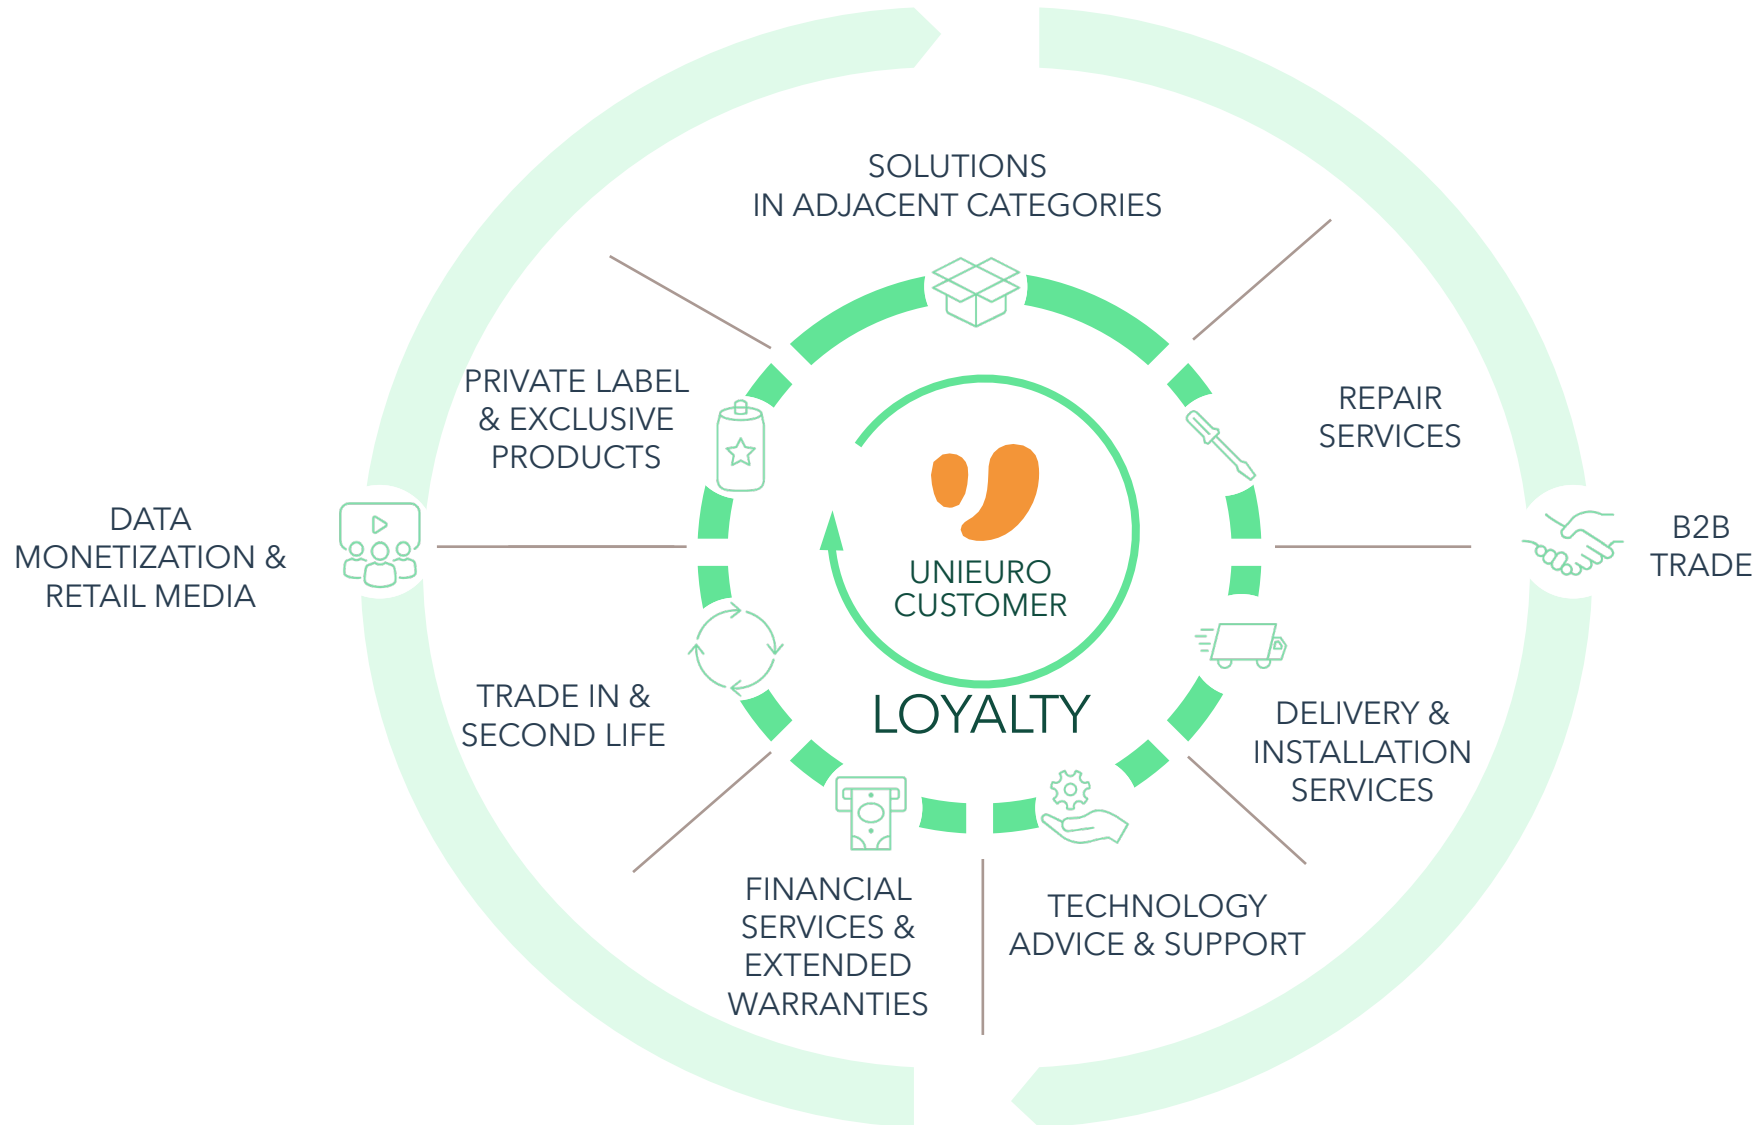 SOLUTIONS
IN ADJACENT CATEGORIES
PRIVATE LABEL
& EXCLUSIVE
PRODUCTS
REPAIR
SERVICES
DATA
MONETIZATION &
RETAIL MEDIA
B2B
TRADE
UNIEURO
CUSTOMER
LOYALTY
TRADE IN &
SECOND LIFE
DELIVERY &
INSTALLATION
SERVICES
FINANCIAL
SERVICES &
EXTENDED
WARRANTIES
TECHNOLOGY
ADVICE & SUPPORT